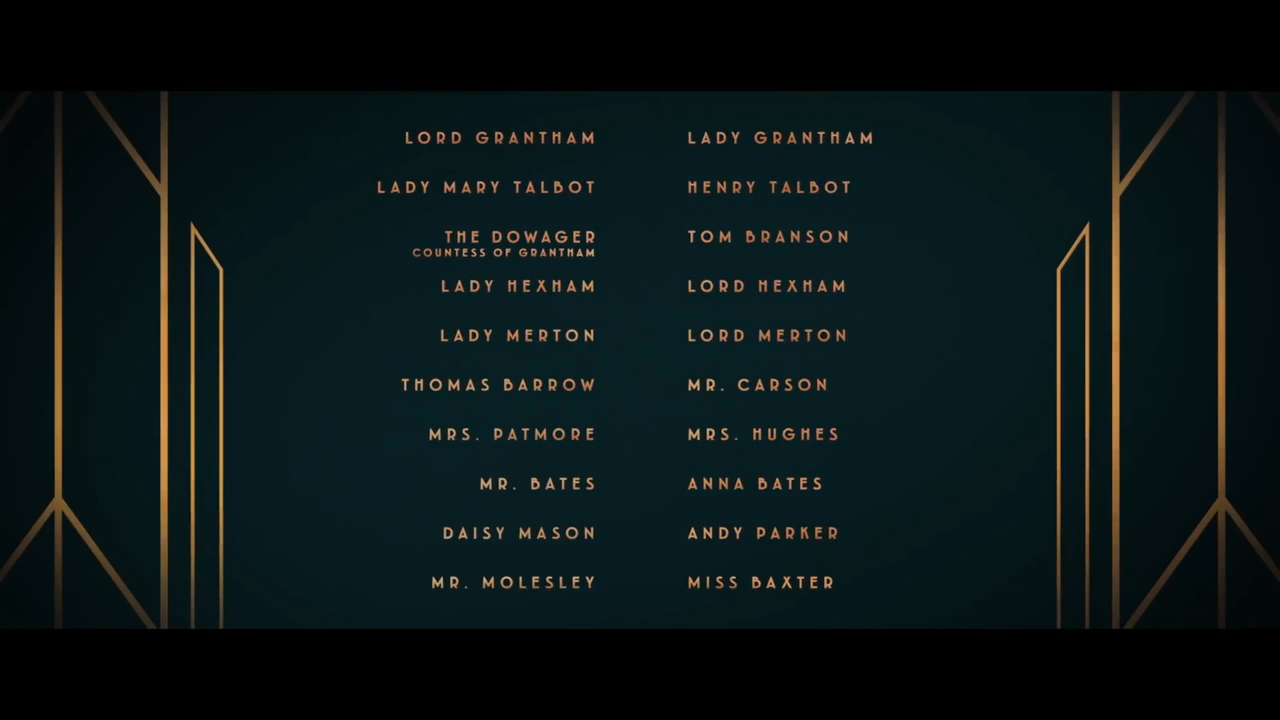 LORD GRANTHAM LADY GRANTHAM
LADY MARY TALBOT HENRY TALBOT
THE DOWAGER TOM BRANSON
COUNTESS OF GRANTHAM
LADY HEXHAM LORD HEXHAM
LADY MERTON LORD MERTON
THOMAS BARROW MR. CARSON
MRS. PATMORE MRS. HUGHES
MR. BATES ANNA BATES
DAISY MASON ANDY PARKER
MR. MOLESLEY MISS BAXTER